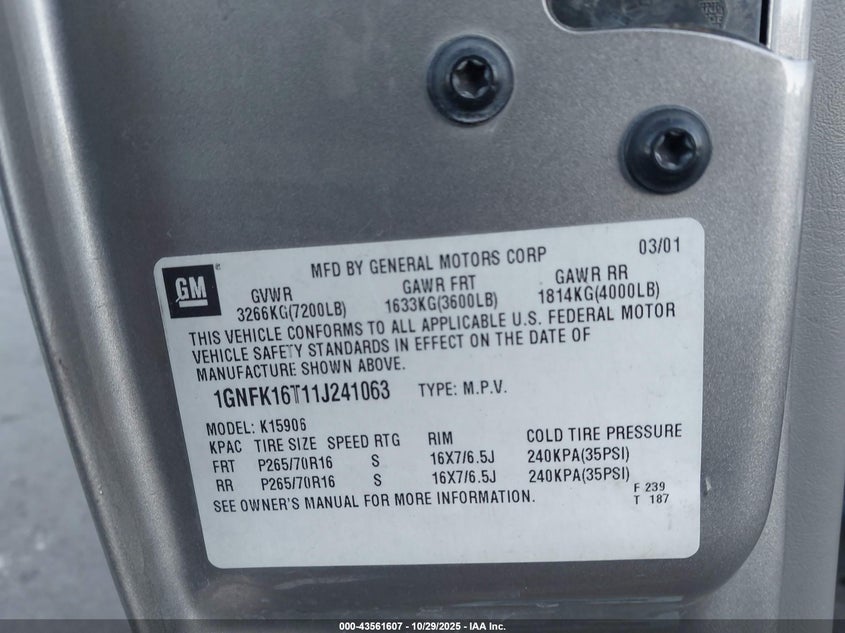 MFD BY GENERAL MOTORS CORP 03/01
GM
GVWR GAWR FRT GAWR RR
3266KG(7200LB) 1633KG(3600LB) 1814KG(4000LB)
THIS VEHICLE CONFORMS TO ALL APPLICABLE U.S. FEDERAL MOTOR
VEHICLE SAFETY STANDARDS IN EFFECT ON THE DATE OF
MANUFACTURE SHOWN ABOVE.
1GNFK16T11J241063 TYPE: M.P.V.
MODEL: K15906
KPAC TIRE SIZE SPEED RTG RIM COLD TIRE PRESSURE
FRT P265/70R16 S 16X7/6.5J 240KPA(35PSI)
RR P265/70R16 S 16X7/6.5J 240KPA(35PSI)
SEE OWNER'S MANUAL FOR MORE INFORMATION.
F 239
T 187
000-43561607 - 10/29/2025 - IAA Inc.